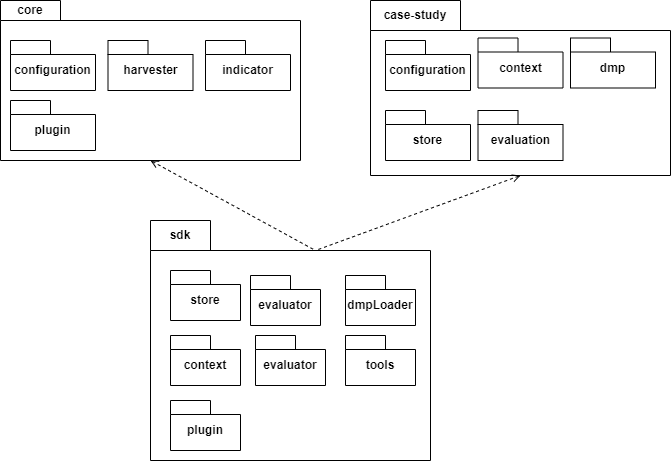 core
configuration
harvester
indicator
plugin
case-study
configuration
context
dmp
store
evaluation
sdk
store
evaluator
dmpLoader
context
evaluator
tools
plugin